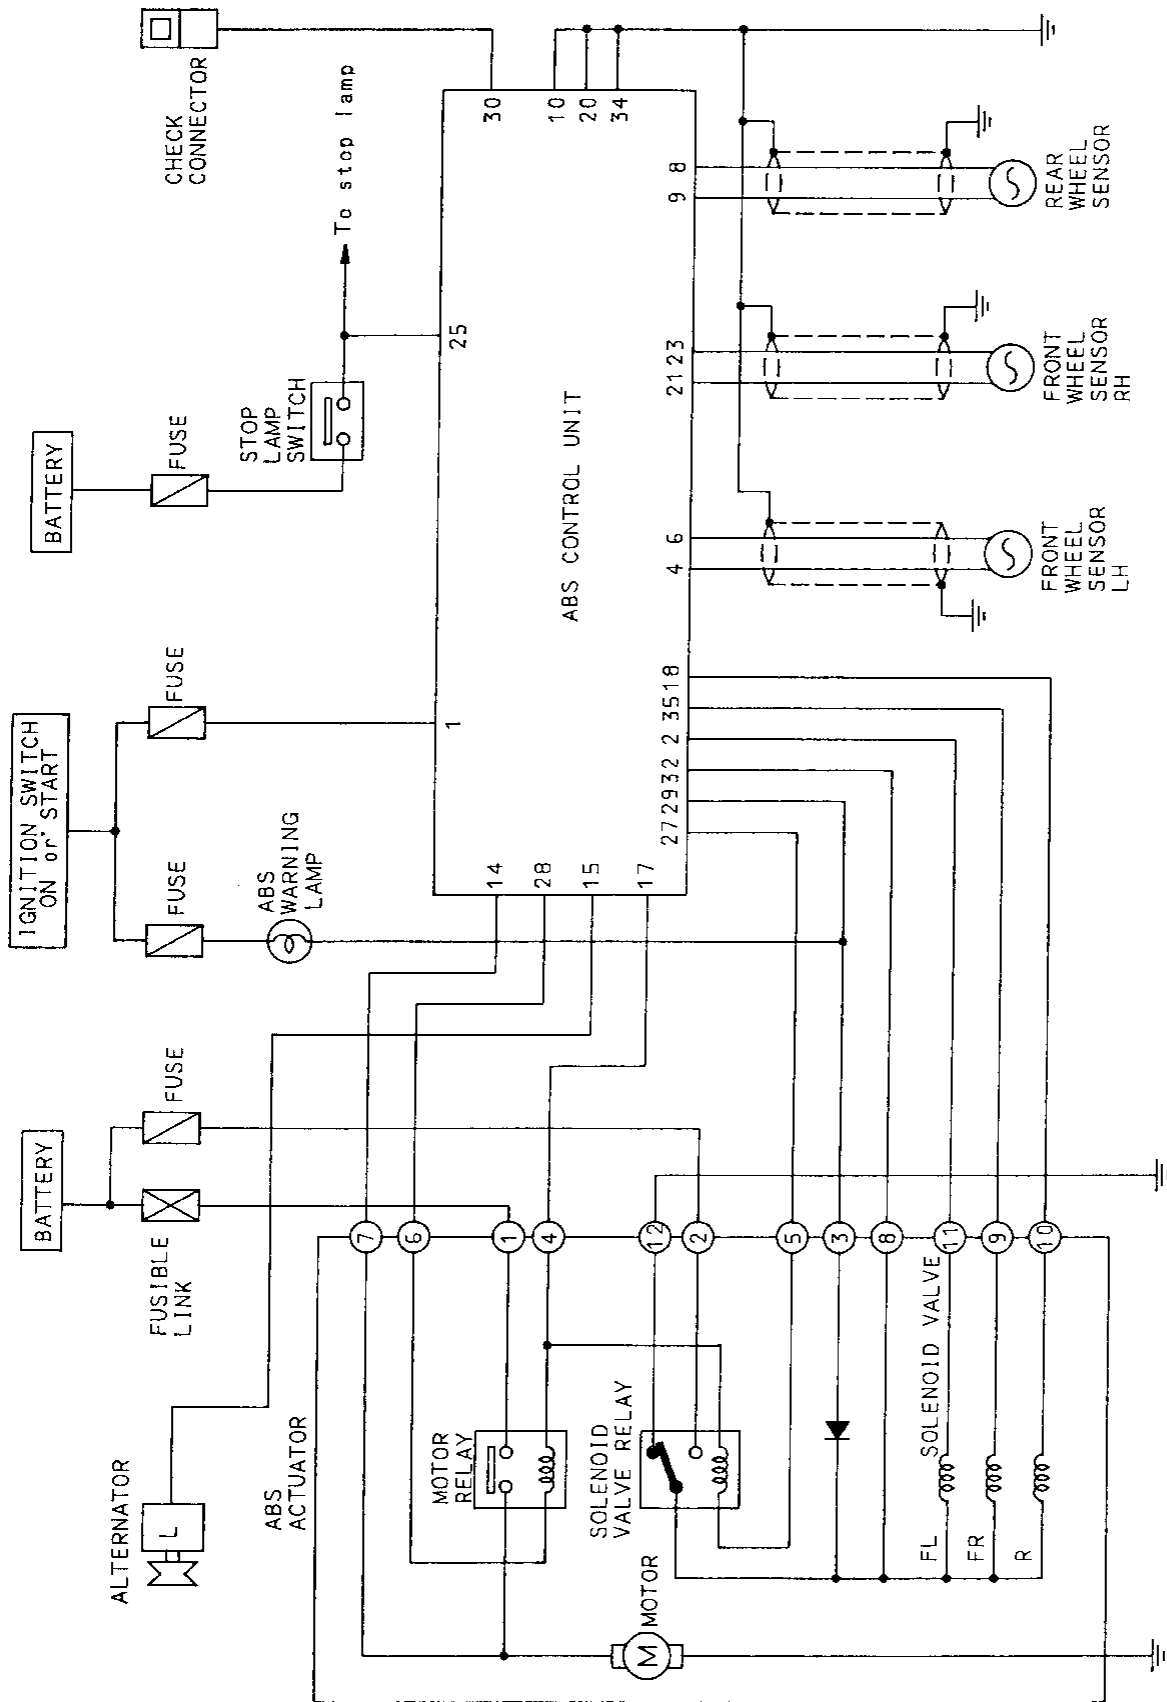 CHECK
CONNECTOR
To stop lamp
30
10
20
34
8
9
REAR
WHEEL
SENSOR
25
STOP
LAMP
SWITCH
FUSE
BATTERY
ABS CONTROL UNIT
23
21
FRONT
WHEEL
SENSOR
RH
6
4
FRONT
WHEEL
SENSOR
LH
IGNITION SWITCH
ON or START
FUSE
1
FUSE
ABS
WARNING
LAMP
14
28
15
17
18
35
2
32
29
27
BATTERY
FUSE
FUSIBLE
LINK
7
6
1
4
12
2
5
3
8
11
9
10
ALTERNATOR
L
ABS
ACTUATOR
MOTOR
RELAY
SOLENOID
VALVE RELAY
SOLENOID VALVE
FL
FR
R
MOTOR
M